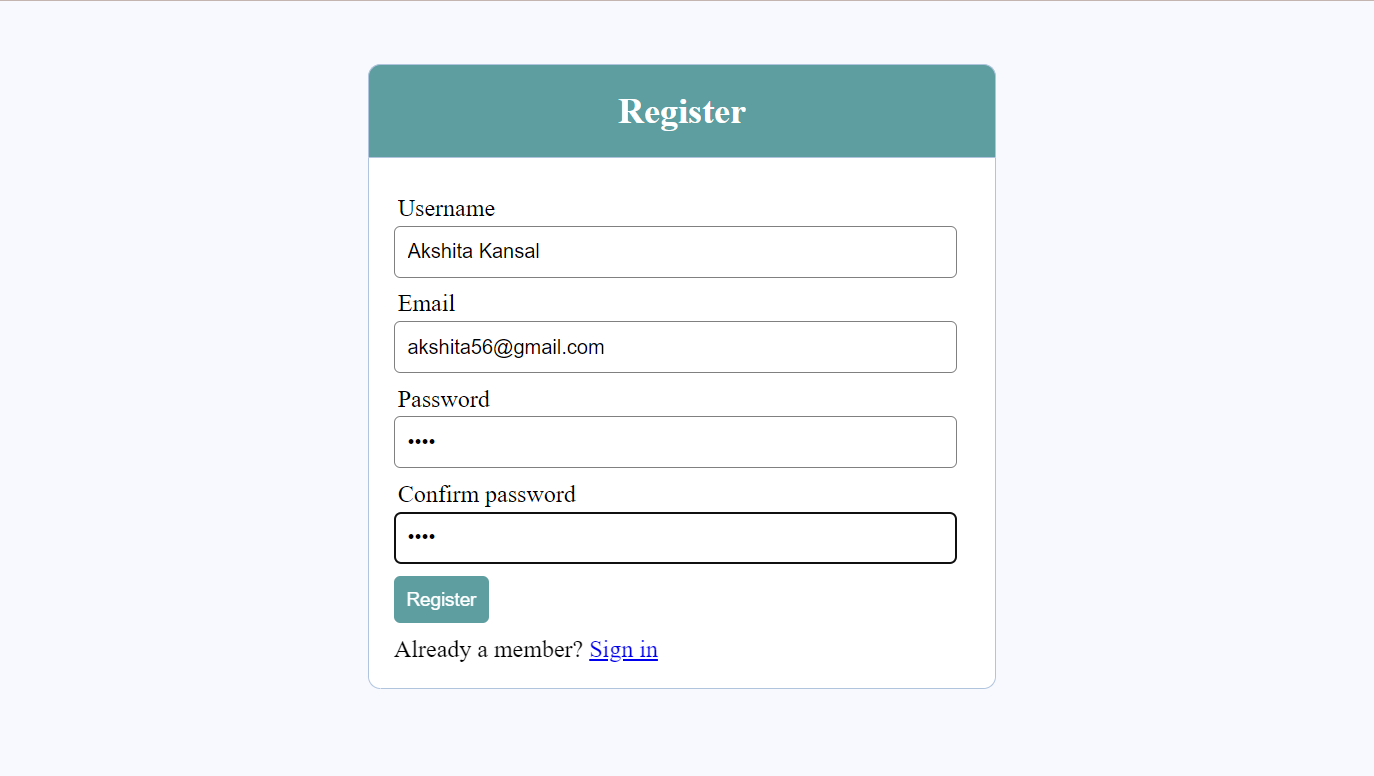 Register
Username
Akshita Kansal
Email
akshita56@gmail.com
Password
••••
Confirm password
••••
Register
Already a member? Sign in